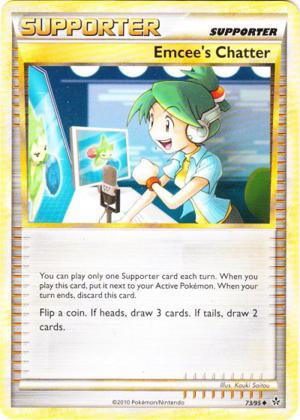 SUPPORTER
SUPPORTER
Emcee's Chatter
You can play only one Supporter card each turn. When you
play this card, put it next to your Active Pokémon. When your
turn ends, discard this card.
Flip a coin. If heads, draw 3 cards. If tails, draw 2
cards.
Illus. Kouki Saitou
©2010 Pokémon/Nintendo
73/95